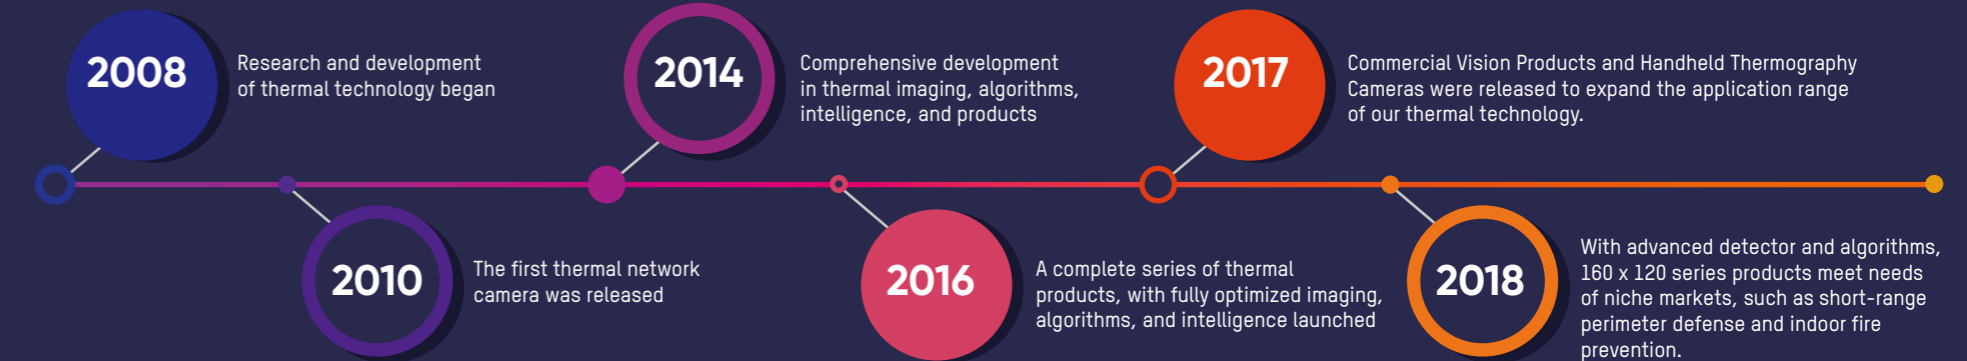 2008
Research and development
of thermal technology began
2010
The first thermal network
camera was released
2014
Comprehensive development
in thermal imaging, algorithms,
intelligence, and products
2016
A complete series of thermal
products, with fully optimized imaging,
algorithms, and intelligence launched
2017
Commercial Vision Products and Handheld Thermography
Cameras were released to expand the application range
of our thermal technology.
2018
With advanced detector and algorithms,
160 x 120 series products meet needs
of niche markets, such as short-range
perimeter defense and indoor fire
prevention.